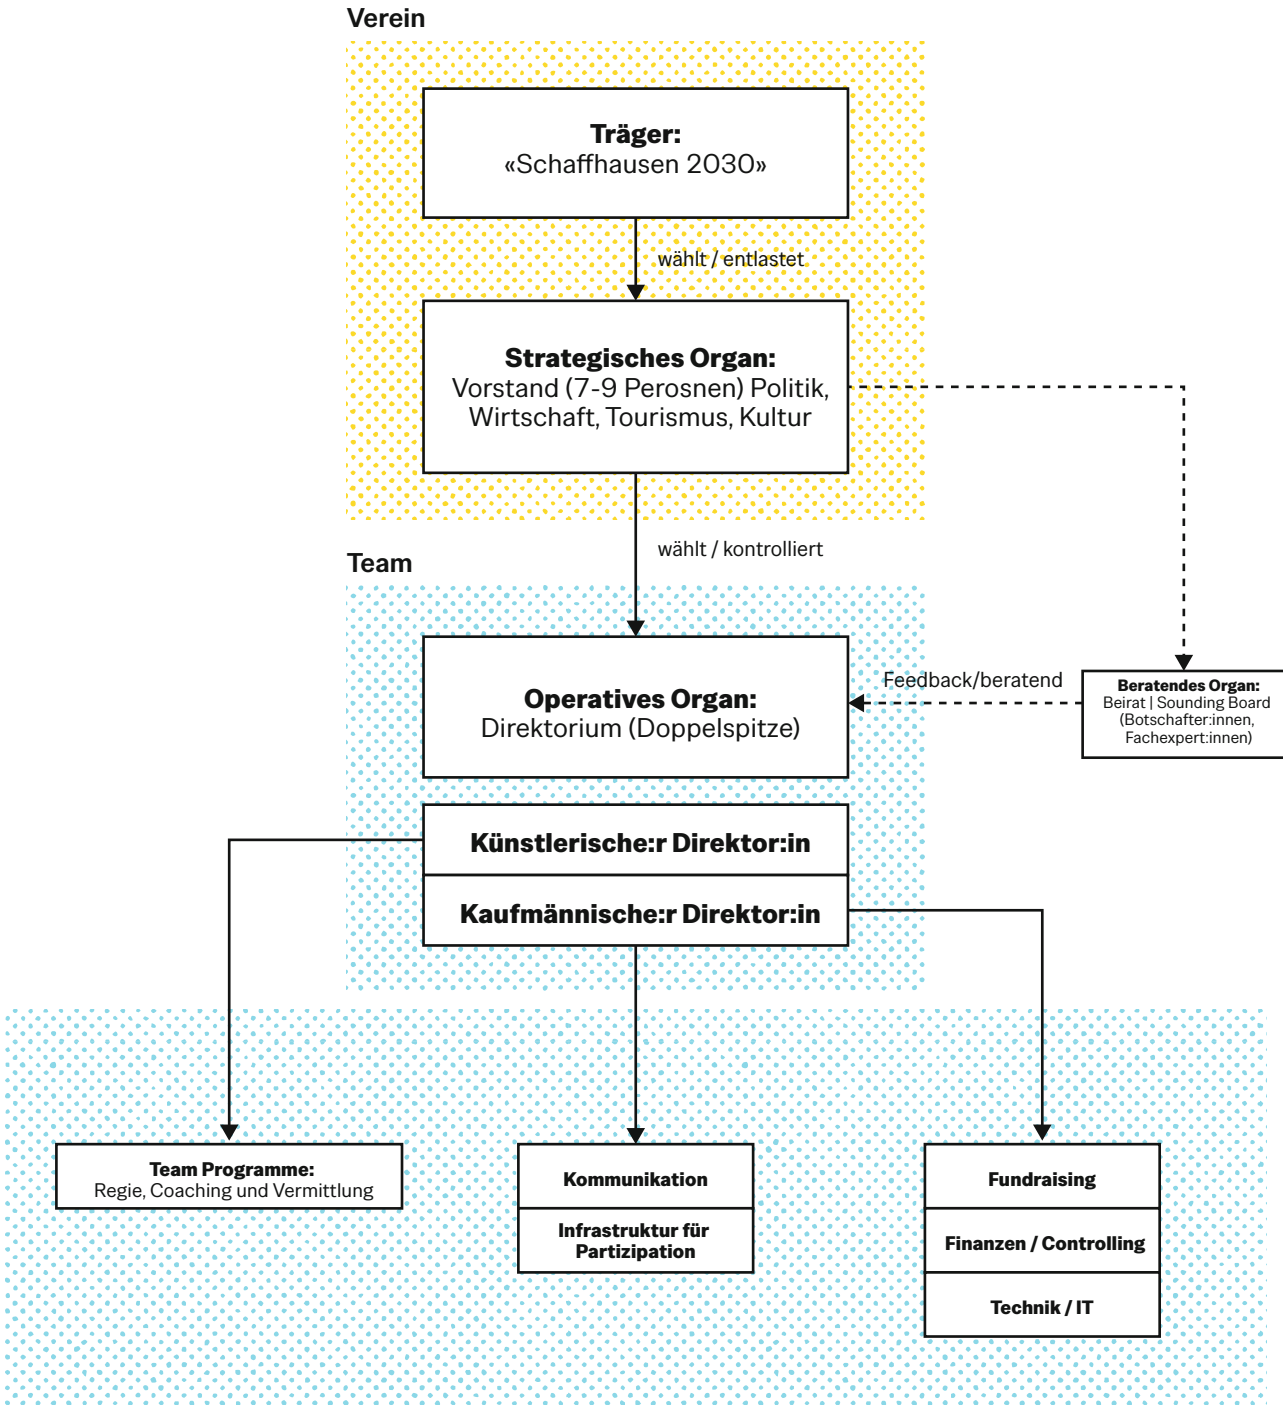 Verein
Träger:
«Schaffhausen 2030»
wählt / entlastet
Strategisches Organ:
Vorstand (7-9 Perosnen) Politik,
Wirtschaft, Tourismus, Kultur
wählt / kontrolliert
Team
Operatives Organ:
Direktorium (Doppelspitze)
Feedback/beratend
Beratendes Organ:
Beirat | Sounding Board
(Botschafter:innen,
Fachexpert:innen)
Künstlerische:r Direktor:in
Kaufmännische:r Direktor:in
Team Programme:
Regie, Coaching und Vermittlung
Kommunikation
Infrastruktur für
Partizipation
Fundraising
Finanzen / Controlling
Technik / IT